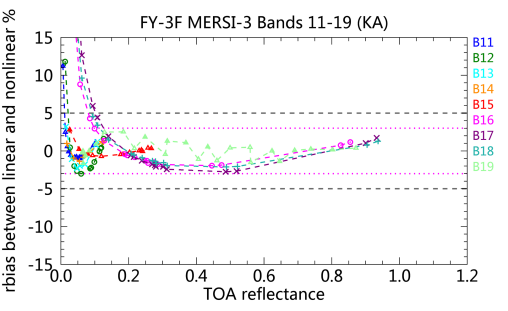 FY-3F MERSI-3 Bands 11-19 (KA)
rbias between linear and nonlinear %
15
10
5
0
-5
-10
-15
0.0 0.2 0.4 0.6 0.8 1.0 1.2
TOA reflectance
B11
B12
B13
B14
B15
B16
B17
B18
B19